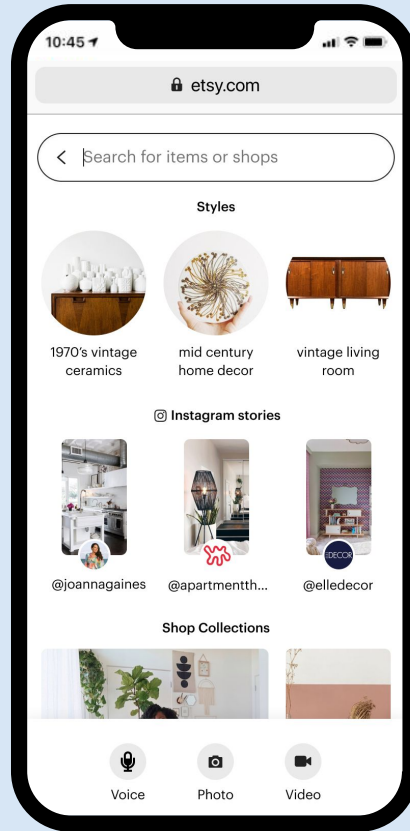 10:45
etsy.com
Search for items or shops
Styles
1970's vintage
ceramics
mid century
home decor
vintage living
room
Instagram stories
DECOR
@joannagaines
@apartmentth...
@elledecor
Shop Collections
Voice
Photo
Video